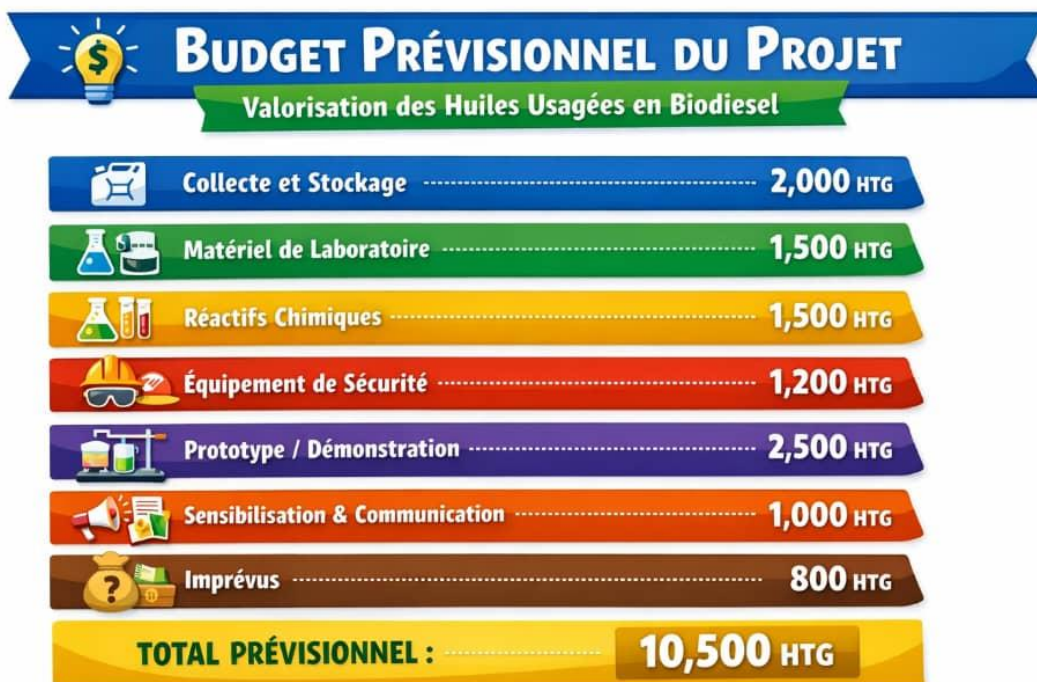 BUDGET PRÉVISIONNEL DU PROJET
Valorisation des Huiles Usagées en Biodiesel
Collecte et Stockage 2,000 HTG
Matériel de Laboratoire 1,500 HTG
Réactifs Chimiques 1,500 HTG
Équipement de Sécurité 1,200 HTG
Prototype / Démonstration 2,500 HTG
Sensibilisation & Communication 1,000 HTG
Imprévus 800 HTG
TOTAL PRÉVISIONNEL : 10,500 HTG